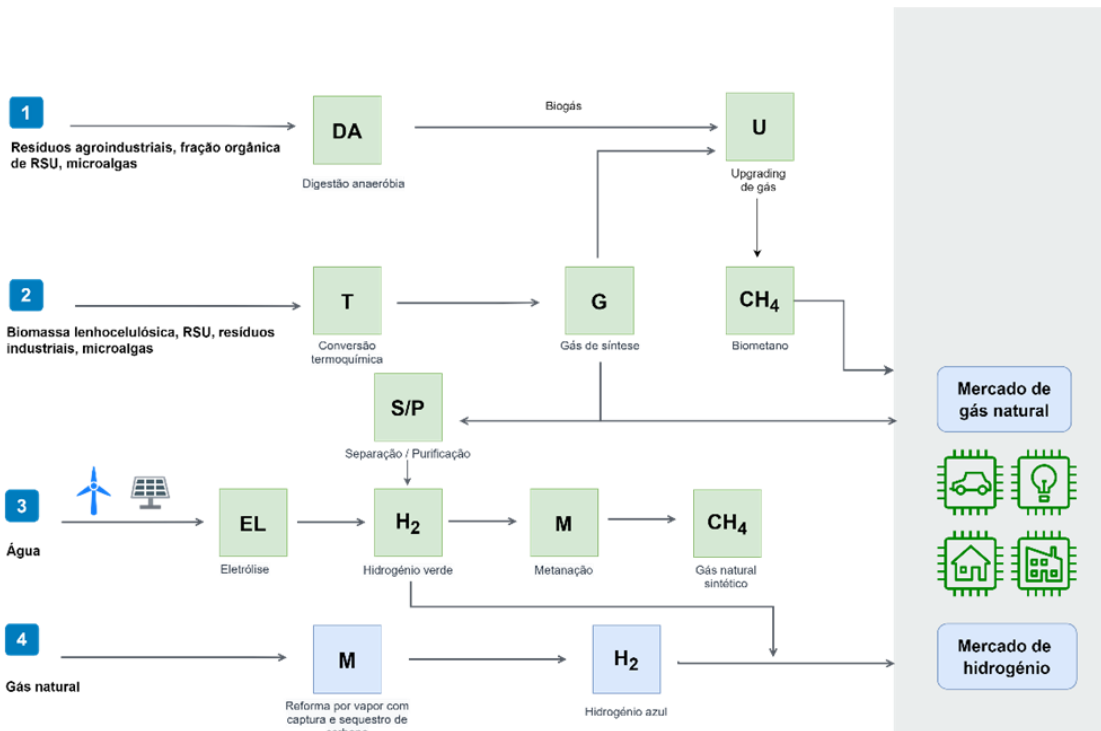 1
Resíduos agroindustriais, fração orgânica
de RSU, microalgas
DA
Digestão anaeróbia
Biogás
U
Upgrading
de gás
2
Biomassa lenhocelulósica, RSU, resíduos
industriais, microalgas
T
Conversão
termoquímica
G
Gás de síntese
CH4
Biometano
Mercado de
gás natural
S/P
Separação / Purificação
3
Água
EL
Eletrólise
H2
Hidrogénio verde
M
Metanação
CH4
Gás natural
sintético
4
Gás natural
M
Reforma por vapor com
captura e sequestro de
H2
Hidrogénio azul
Mercado de
hidrogénio